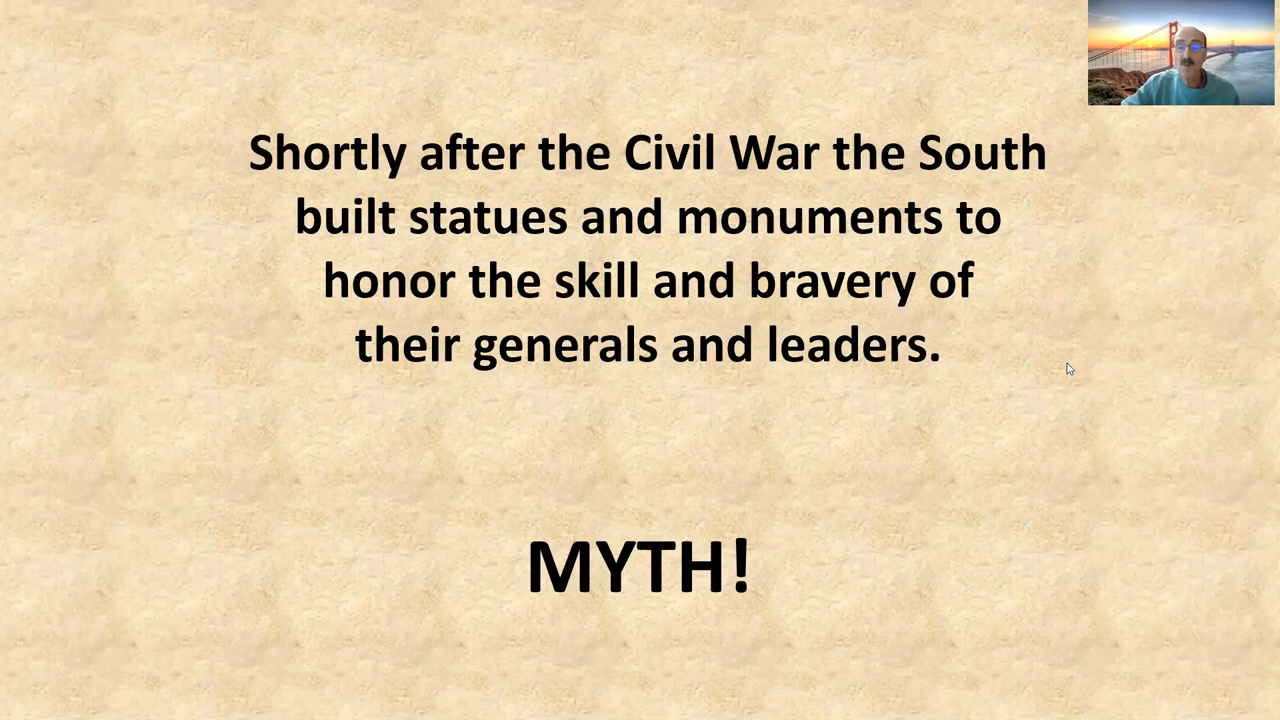 Shortly after the Civil War the South
built statues and monuments to
honor the skill and bravery of
their generals and leaders.
MYTH!